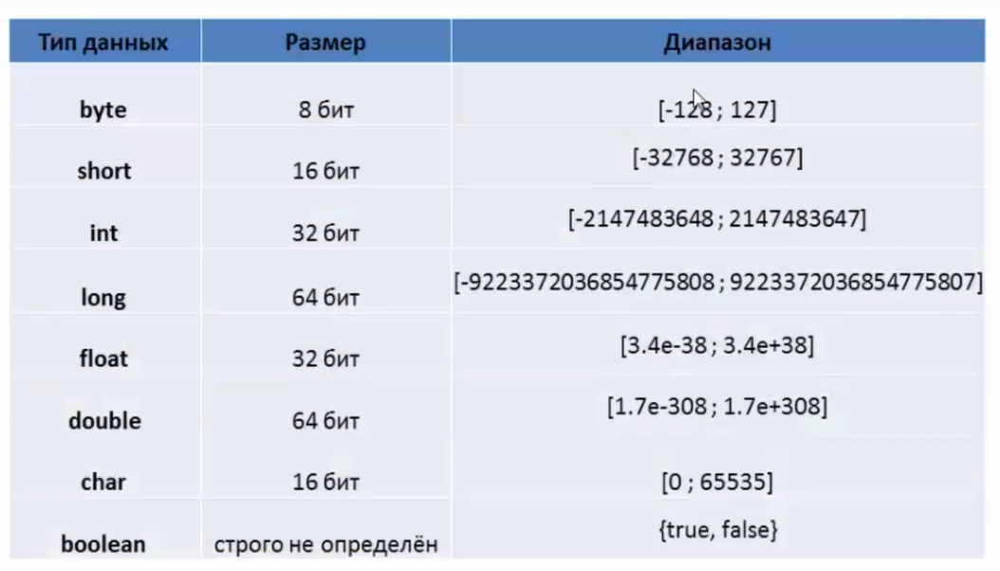 Тип данных Размер Диапазон
byte 8 бит [-128 ; 127]
short 16 бит [-32768 ; 32767]
int 32 бит [-2147483648 ; 2147483647]
long 64 бит [-9223372036854775808 ; 9223372036854775807]
float 32 бит [3.4e-38 ; 3.4e+38]
double 64 бит [1.7e-308 ; 1.7e+308]
char 16 бит [0 ; 65535]
boolean строго не определён {true, false}